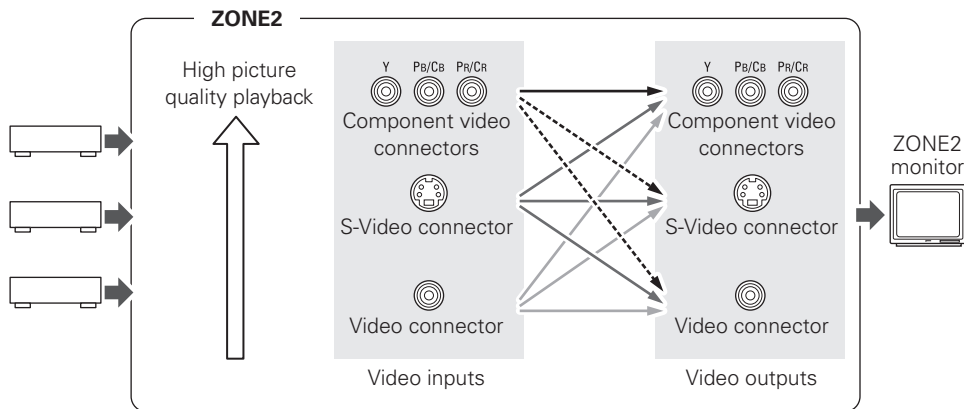 ZONE2
High picture
quality playback
Y PB/CB PR/CR
Component video
connectors
S-Video connector
Video connector
Video inputs
Y PB/CB PR/CR
Component video
connectors
S-Video connector
Video connector
Video outputs
ZONE2
monitor